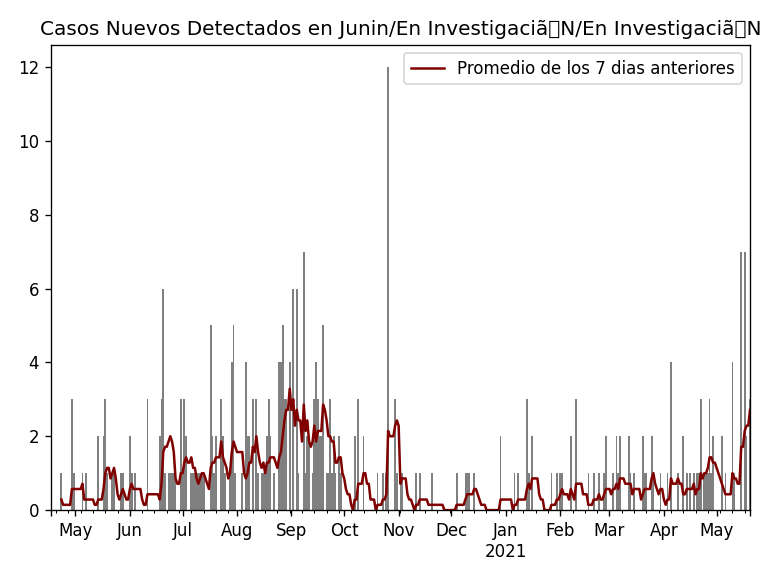 Casos Nuevos Detectados en Junin/En Investigaciã�N/En Investigaciã�N
Promedio de los 7 dias anteriores
12
10
8
6
4
2
0
May Jun Jul Aug Sep Oct Nov Dec Jan Feb Mar Apr May
2021